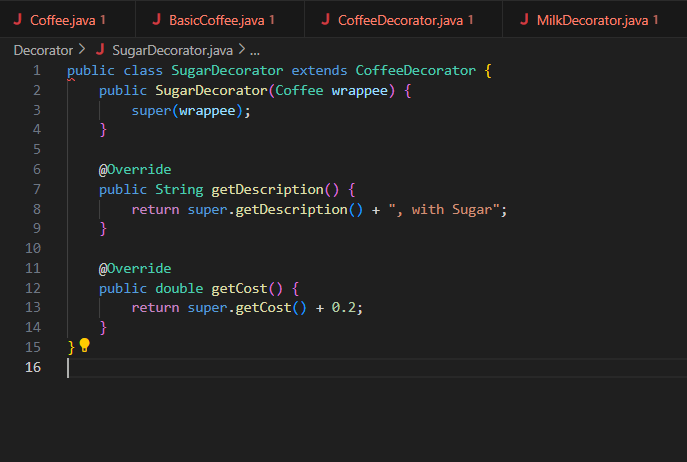 J Coffee.java 1 J BasicCoffee.java 1 J CoffeeDecorator.java 1 J MilkDecorator.java 1
Decorator > J SugarDecorator.java > ...
1 public class SugarDecorator extends CoffeeDecorator {
2     public SugarDecorator(Coffee wrappee) {
3         super(wrappee);
4     }
5
6     @Override
7     public String getDescription() {
8         return super.getDescription() + ", with Sugar";
9     }
10
11     @Override
12     public double getCost() {
13         return super.getCost() + 0.2;
14     }
15 }
16